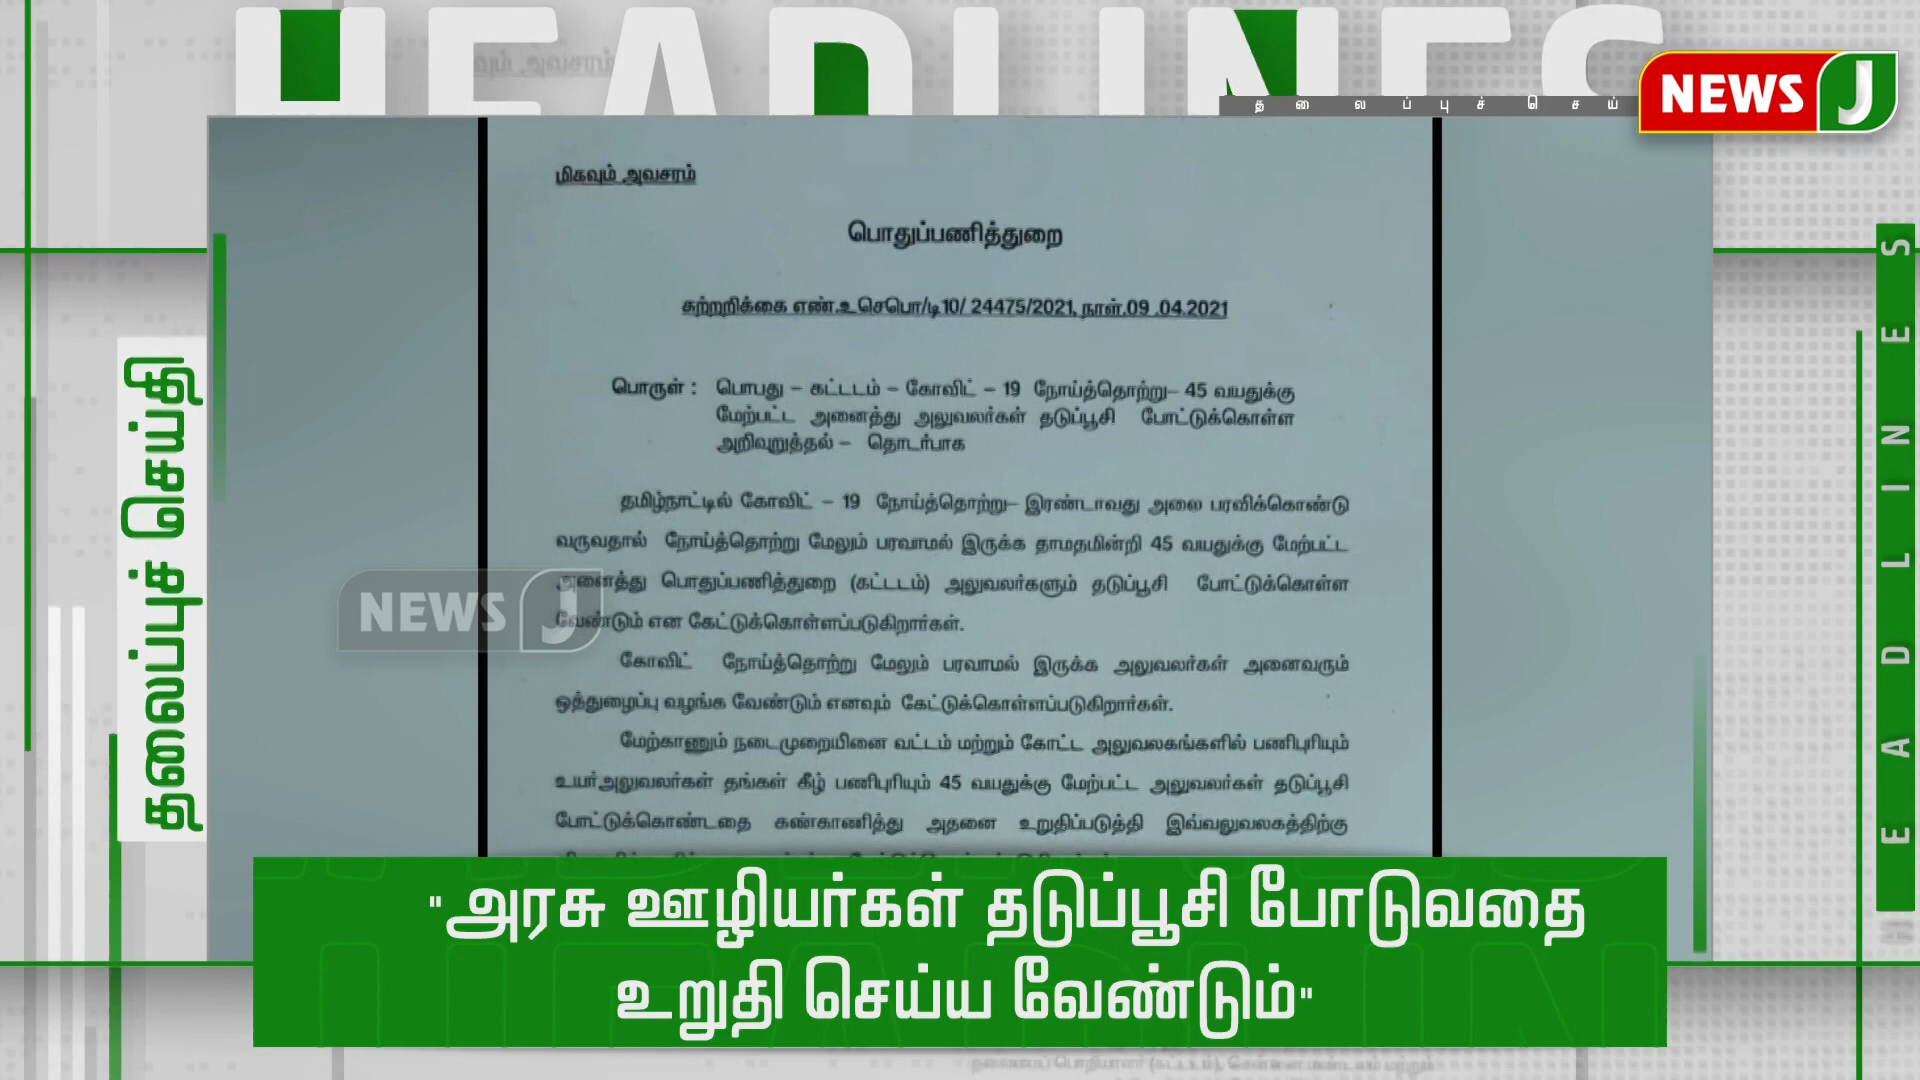 HEADLINES
தலைப்புச் செய்
NEWS J
மிகவும் அவசரம்
பொதுப்பணித்துறை
சுற்றறிக்கை எண்.உசெபொ/டி10/ 24475/2021, நாள்.09 .04.2021
பொருள் : பொபது – கட்டடம் – கோவிட் – 19 நோய்த்தொற்று– 45 வயதுக்கு
மேற்பட்ட அனைத்து அலுவலர்கள் தடுப்பூசி போட்டுக்கொள்ள
அறிவுறுத்தல் – தொடர்பாக
தமிழ்நாட்டில் கோவிட் – 19 நோய்த்தொற்று– இரண்டாவது அலை பரவிக்கொண்டு
வருவதால் நோய்த்தொற்று மேலும் பரவாமல் இருக்க தாமதமின்றி 45 வயதுக்கு மேற்பட்ட
அனைத்து பொதுப்பணித்துறை (கட்டடம்) அலுவலர்களும் தடுப்பூசி போட்டுக்கொள்ள
வேண்டும் என கேட்டுக்கொள்ளப்படுகிறார்கள்.
கோவிட் நோய்த்தொற்று மேலும் பரவாமல் இருக்க அலுவலர்கள் அனைவரும்
ஒத்துழைப்பு வழங்க வேண்டும் எனவும் கேட்டுக்கொள்ளப்படுகிறார்கள்.
மேற்காணும் நடைமுறையினை வட்டம் மற்றும் கோட்ட அலுவலகங்களில் பணிபுரியும்
உயர்அலுவலர்கள் தங்கள் கீழ் பணிபுரியும் 45 வயதுக்கு மேற்பட்ட அலுவலர்கள் தடுப்பூசி
போட்டுக்கொண்டதை கண்காணித்து அதனை உறுதிப்படுத்தி இவ்வலுவலகத்திற்கு
NEWS J
தலைப்புச் செய்தி
EADLINES
"அரசு ஊழியர்கள் தடுப்பூசி போடுவதை
உறுதி செய்ய வேண்டும்"